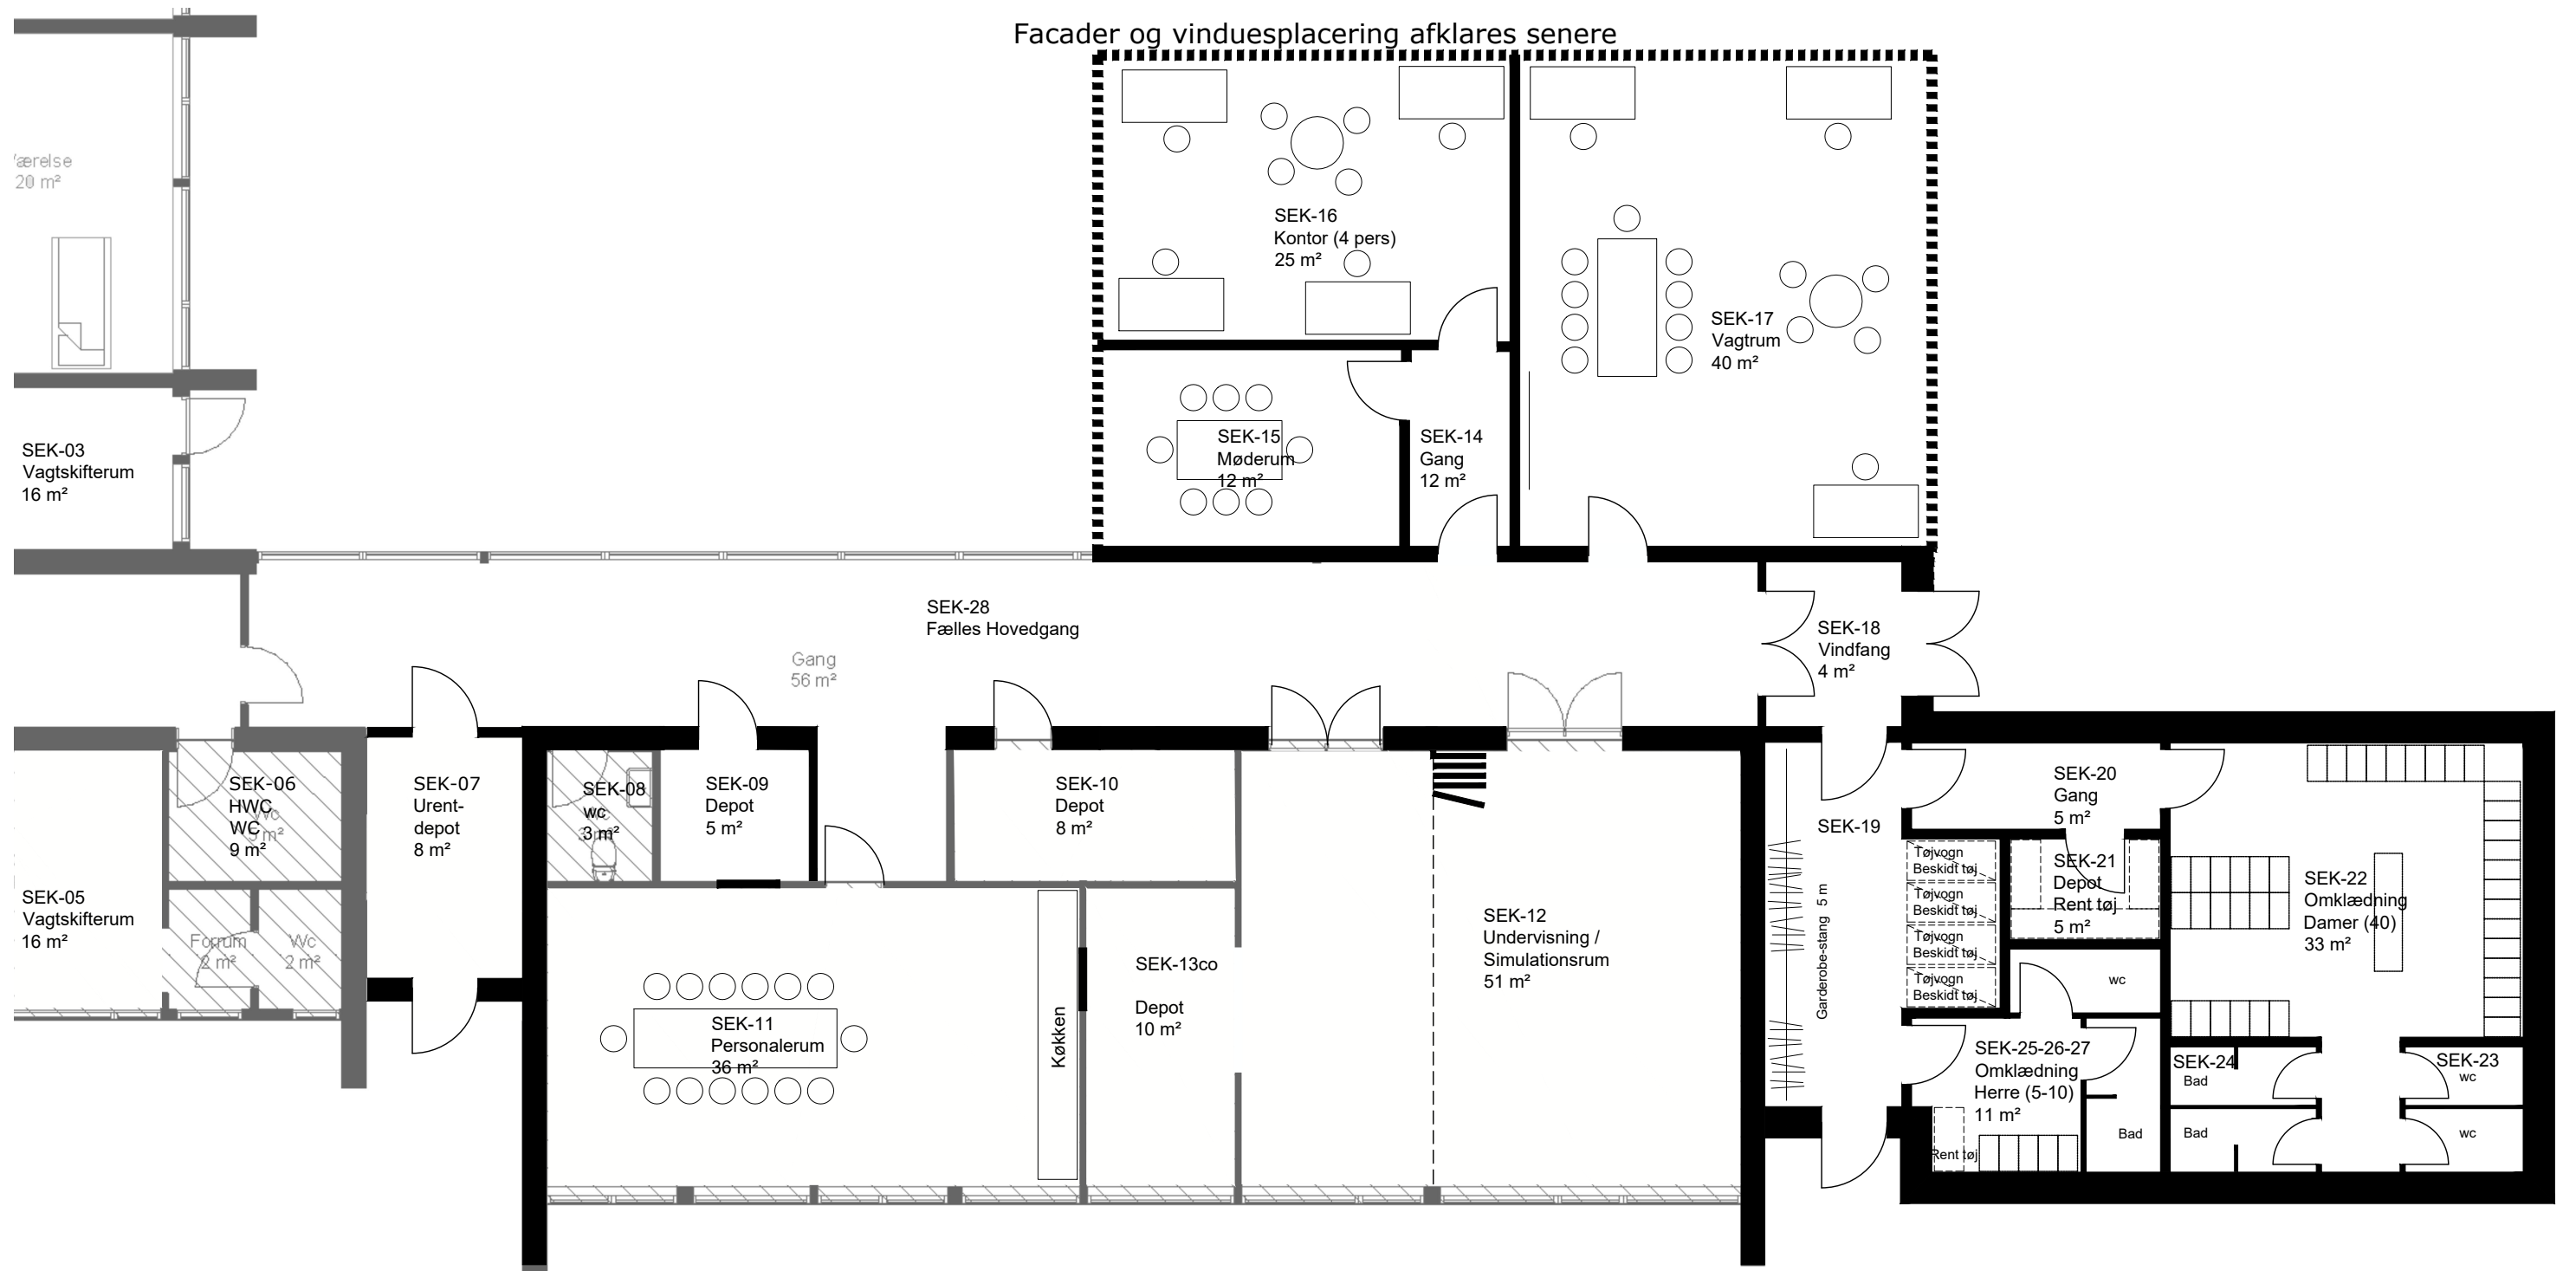 Facader og vinduesplacering afklares senere
Værelse
20 m²
SEK-03
Vagtskifterum
16 m²
SEK-16
Kontor (4 pers)
25 m²
SEK-17
Vagtrum
40 m²
SEK-15
Møderum
12 m²
SEK-14
Gang
12 m²
SEK-28
Fælles Hovedgang
Gang
56 m²
SEK-18
Vindfang
4 m²
SEK-05
Vagtskifterum
16 m²
SEK-06
HWC
WC
9 m²
Wc
Forrum
2 m²
Wc
2 m²
SEK-07
Urent-
depot
8 m²
SEK-08
wc
3 m²
SEK-09
Depot
5 m²
SEK-10
Depot
8 m²
SEK-11
Personalerum
36 m²
Køkken
SEK-13co
Depot
10 m²
SEK-12
Undervisning /
Simulationsrum
51 m²
SEK-19
Garderobe-stang 5 m
Tøjvogn
Beskidt tøj
Tøjvogn
Beskidt tøj
Tøjvogn
Beskidt tøj
Tøjvogn
Beskidt tøj
SEK-20
Gang
5 m²
SEK-21
Depot
Rent tøj
5 m²
wc
SEK-22
Omklædning
Damer (40)
33 m²
SEK-25-26-27
Omklædning
Herre (5-10)
11 m²
Rent tøj
Bad
SEK-24
Bad
Bad
SEK-23
wc
wc